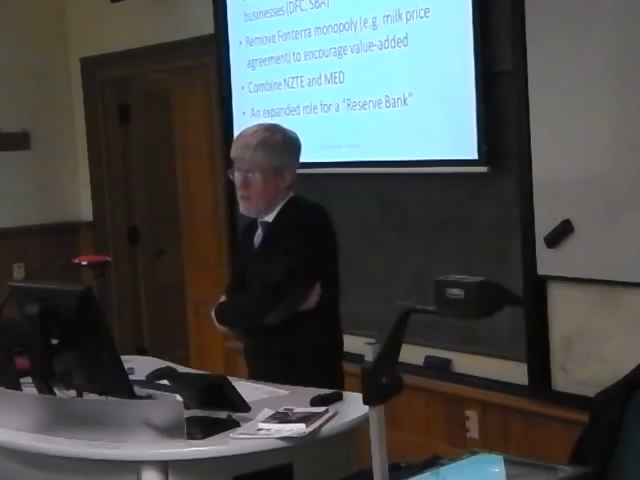 businesses (DFC, SBA)
• Remove Fonterra monopoly (e.g. milk price
agreement) to encourage value-added
• Combine NZTE and MED
• An expanded role for a "Reserve Bank"